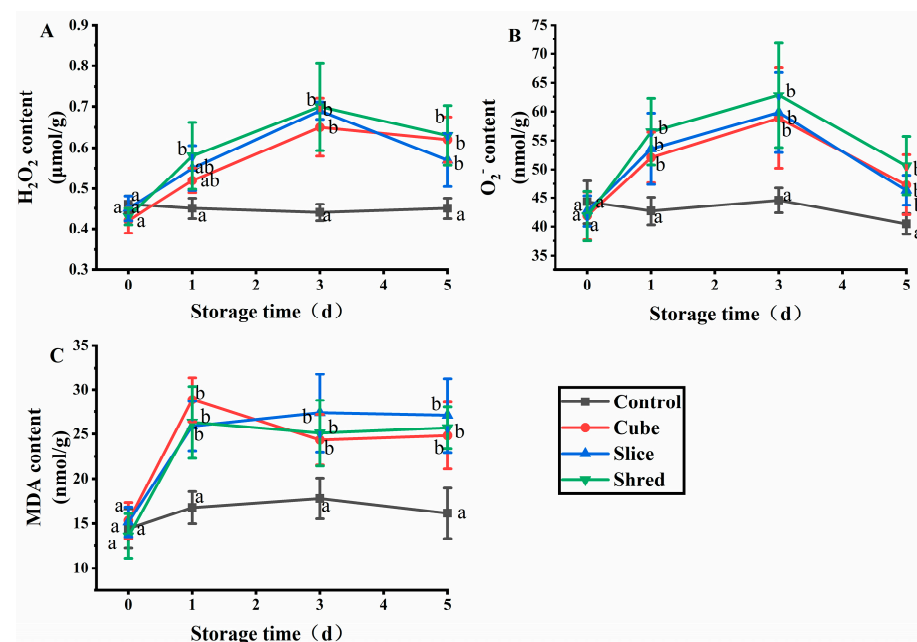 A
0.9
0.8
0.7
0.6
0.5
0.4
0.3
H₂O₂ content
(μmol/g)
a
a
a
a
b
ab
ab
a
b
b
b
a
b
b
b
a
0 1 2 3 4 5
Storage time（d）
B
75
70
65
60
55
50
45
40
35
O₂⁻ content
(nmol/g)
a
a
a
a
b
b
b
a
b
b
b
a
b
b
b
a
0 1 2 3 4 5
Storage time（d）
C
35
30
25
20
15
10
MDA content
(nmol/g)
a
a
a
a
b
b
b
a
b
b
b
a
b
b
b
a
0 1 2 3 4 5
Storage time（d）
Control
Cube
Slice
Shred